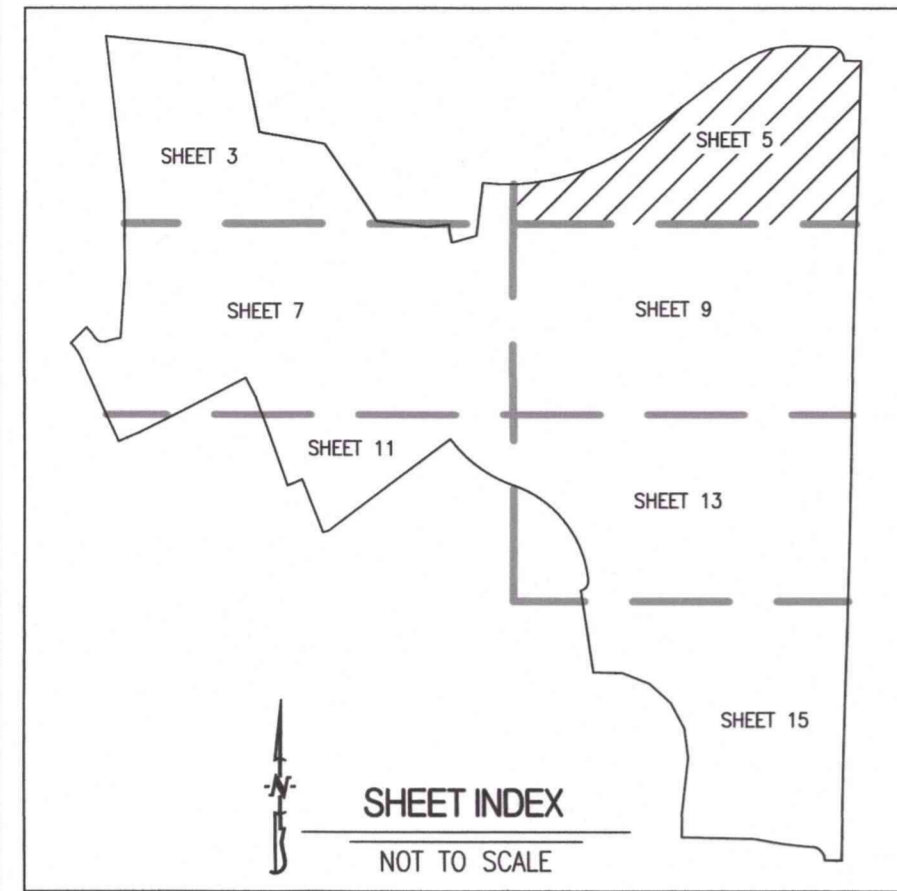 SHEET 3
SHEET 5
SHEET 7
SHEET 9
SHEET 11
SHEET 13
SHEET 15
-N-
SHEET INDEX
NOT TO SCALE